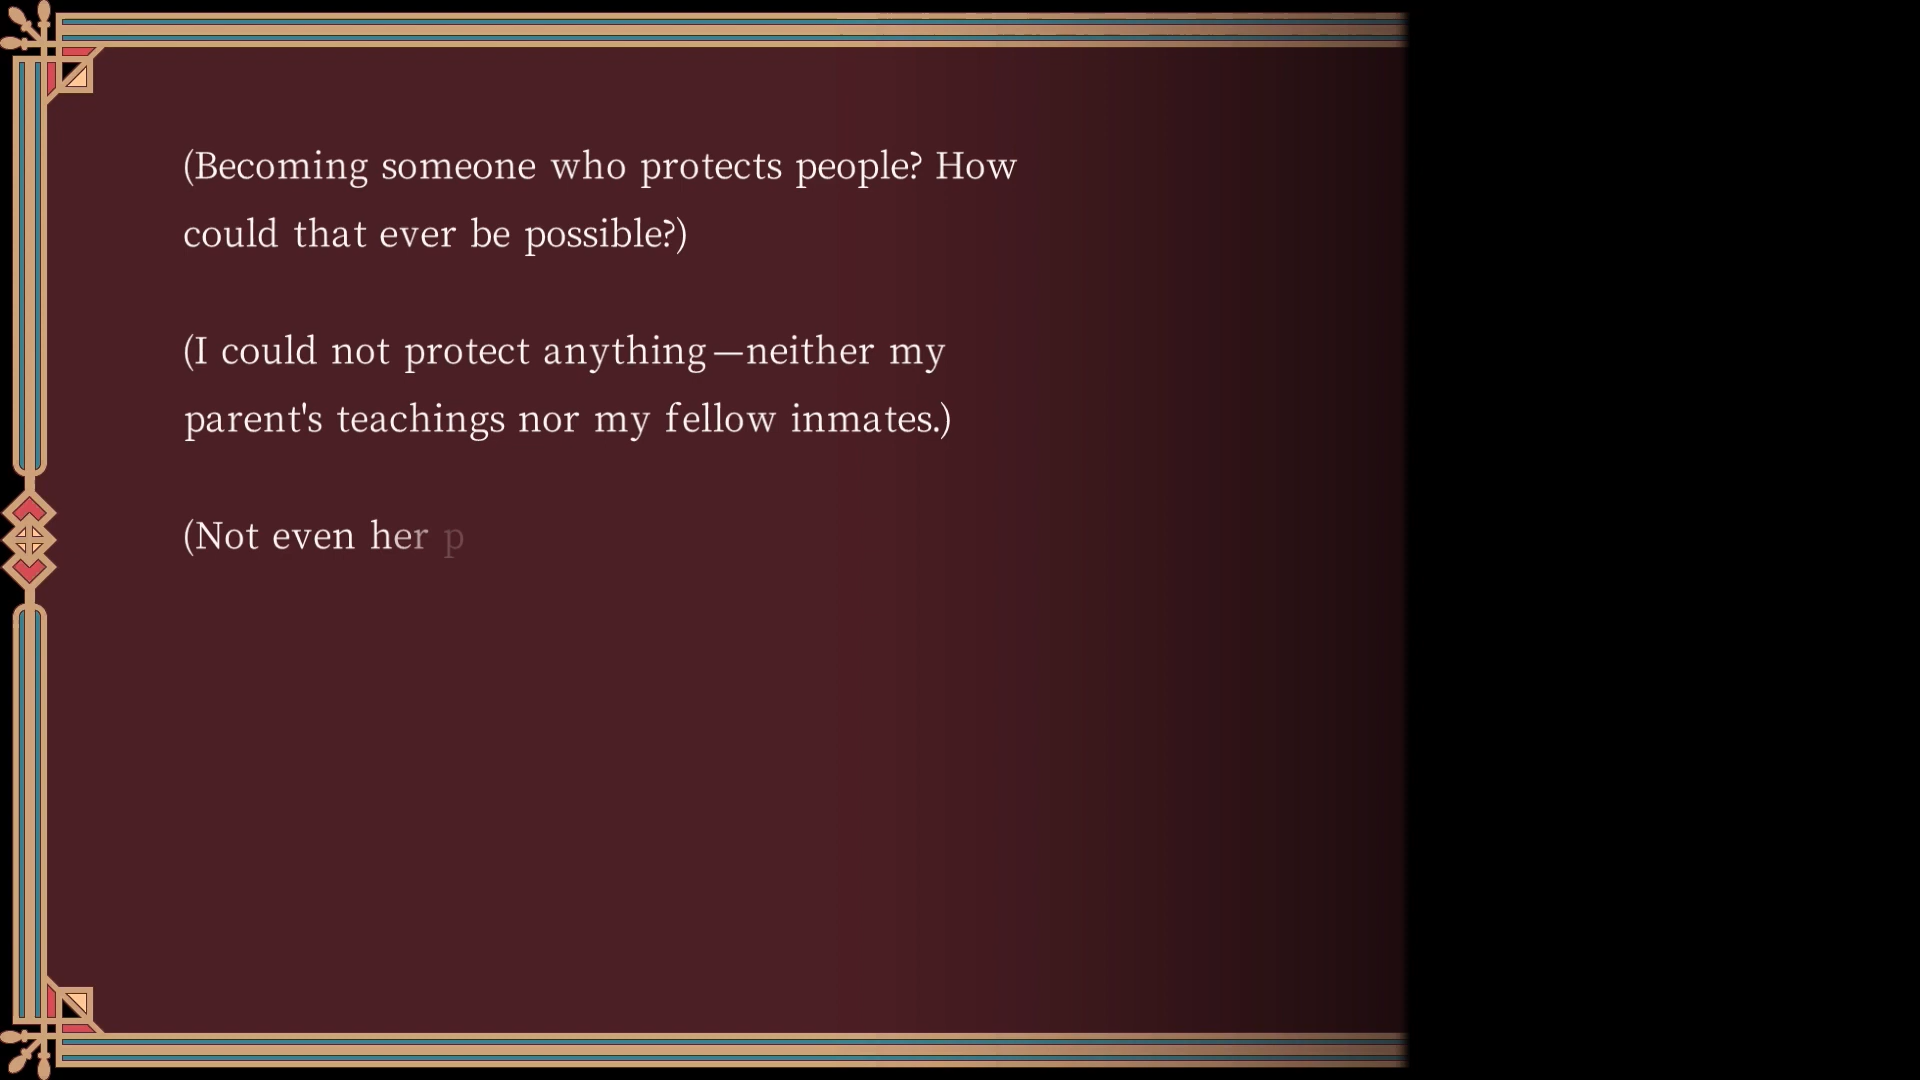 (Becoming someone who protects people? How
could that ever be possible?)
(I could not protect anything—neither my
parent's teachings nor my fellow inmates.)
(Not even her p